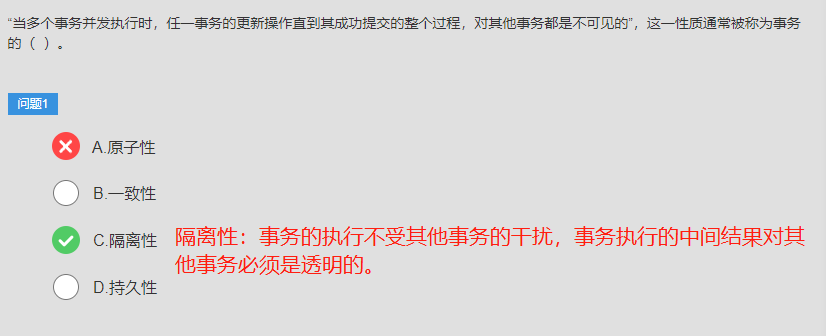 “当多个事务并发执行时，任一事务的更新操作直到其成功提交的整个过程，对其他事务都是不可见的”，这一性质通常被称为事务
的（ ）。
问题1
A.原子性
B.一致性
C.隔离性
隔离性：事务的执行不受其他事务的干扰，事务执行的中间结果对其
他事务必须是透明的。
D.持久性